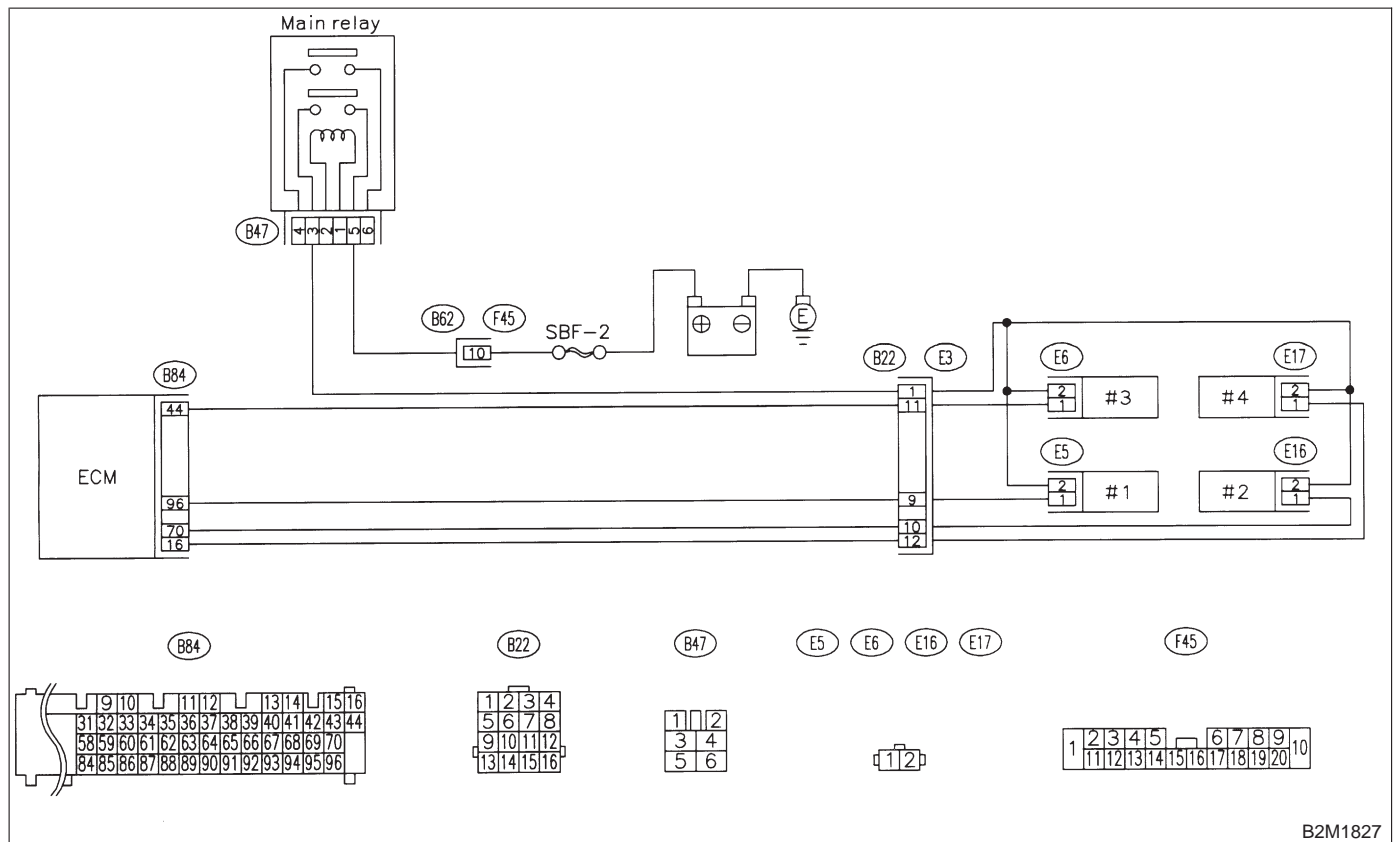 Main relay
B47
4 3 2 1 5 6
B62 F45
SBF-2
10
⊕ ⊖
E
B84
B22 E3
E6
E17
44
1
11
2
1
#3
#4
2
1
ECM
E5
E16
96
9
2
1
#1
#2
2
1
70
16
10
12
B84
B22
B47
E5 E6 E16 E17
F45
9 10 11 12 13 14 15 16
31 32 33 34 35 36 37 38 39 40 41 42 43 44
58 59 60 61 62 63 64 65 66 67 68 69 70
84 85 86 87 88 89 90 91 92 93 94 95 96
1 2 3 4
5 6 7 8
9 10 11 12
13 14 15 16
1 2
3 4
5 6
1 2
1 2 3 4 5 6 7 8 9 10
11 12 13 14 15 16 17 18 19 20
B2M1827